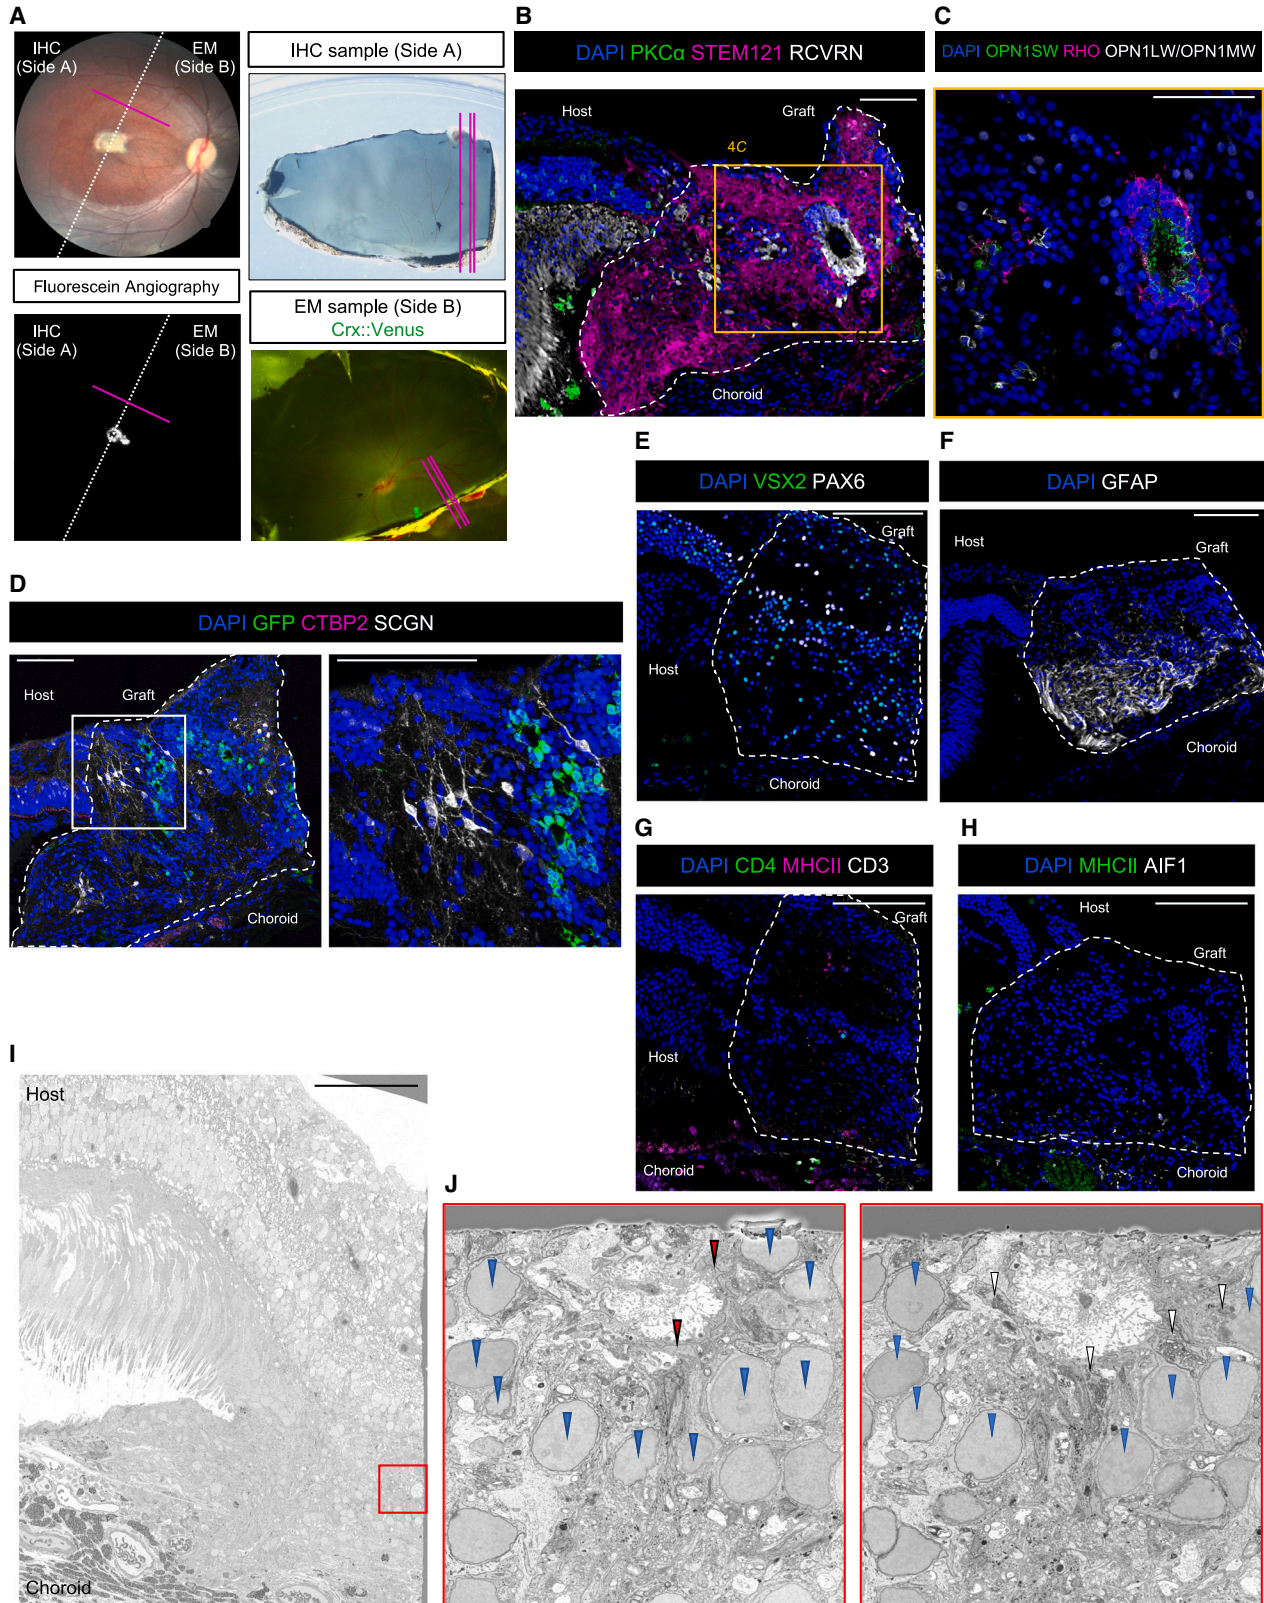 A
IHC
(Side A)
EM
(Side B)
Fluorescein Angiography
IHC
(Side A)
EM
(Side B)
IHC sample (Side A)
EM sample (Side B)
Crx::Venus
B
DAPI PKCα STEM121 RCVRN
Host
Graft
4C
Choroid
C
DAPI OPN1SW RHO OPN1LW/OPN1MW
D
DAPI GFP CTBP2 SCGN
Host
Graft
Choroid
E
DAPI VSX2 PAX6
Graft
Host
Choroid
F
DAPI GFAP
Host
Graft
Choroid
G
DAPI CD4 MHCII CD3
Graft
Host
Choroid
H
DAPI MHCII AIF1
Host
Graft
Choroid
I
Host
Choroid
J